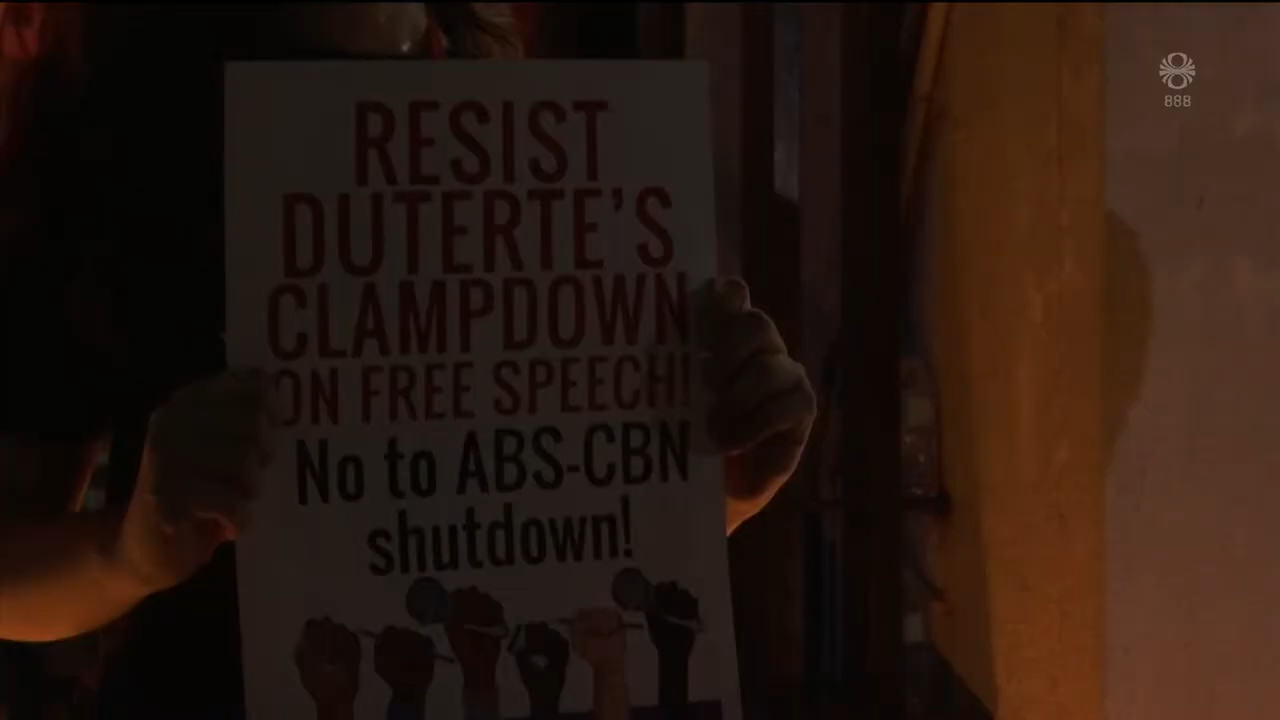 RESIST
DUTERTE'S
CLAMPDOWN
ON FREE SPEECH!
No to ABS-CBN
shutdown!
888